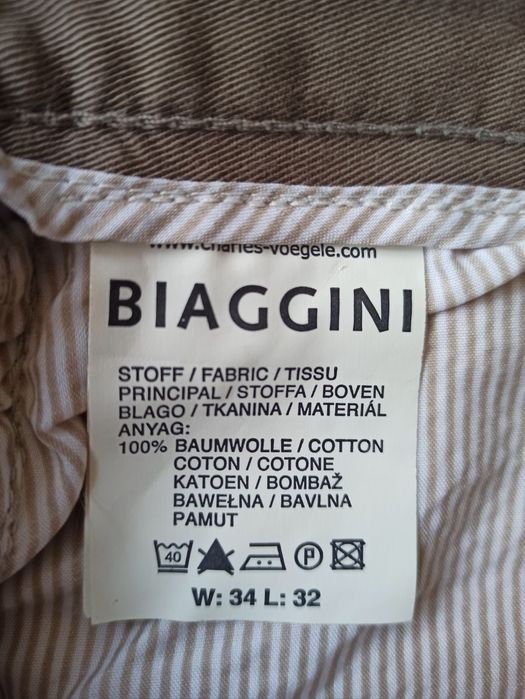 www.charles-voegele.com
BIAGGINI
STOFF / FABRIC / TISSU
PRINCIPAL / STOFFA / BOVEN
BLAGO / TKANINA / MATERIÁL
ANYAG:
100% BAUMWOLLE / COTTON
COTON / COTONE
KATOEN / BOMBAŽ
BAWEŁNA / BAVLNA
PAMUT
40 P
W: 34 L: 32